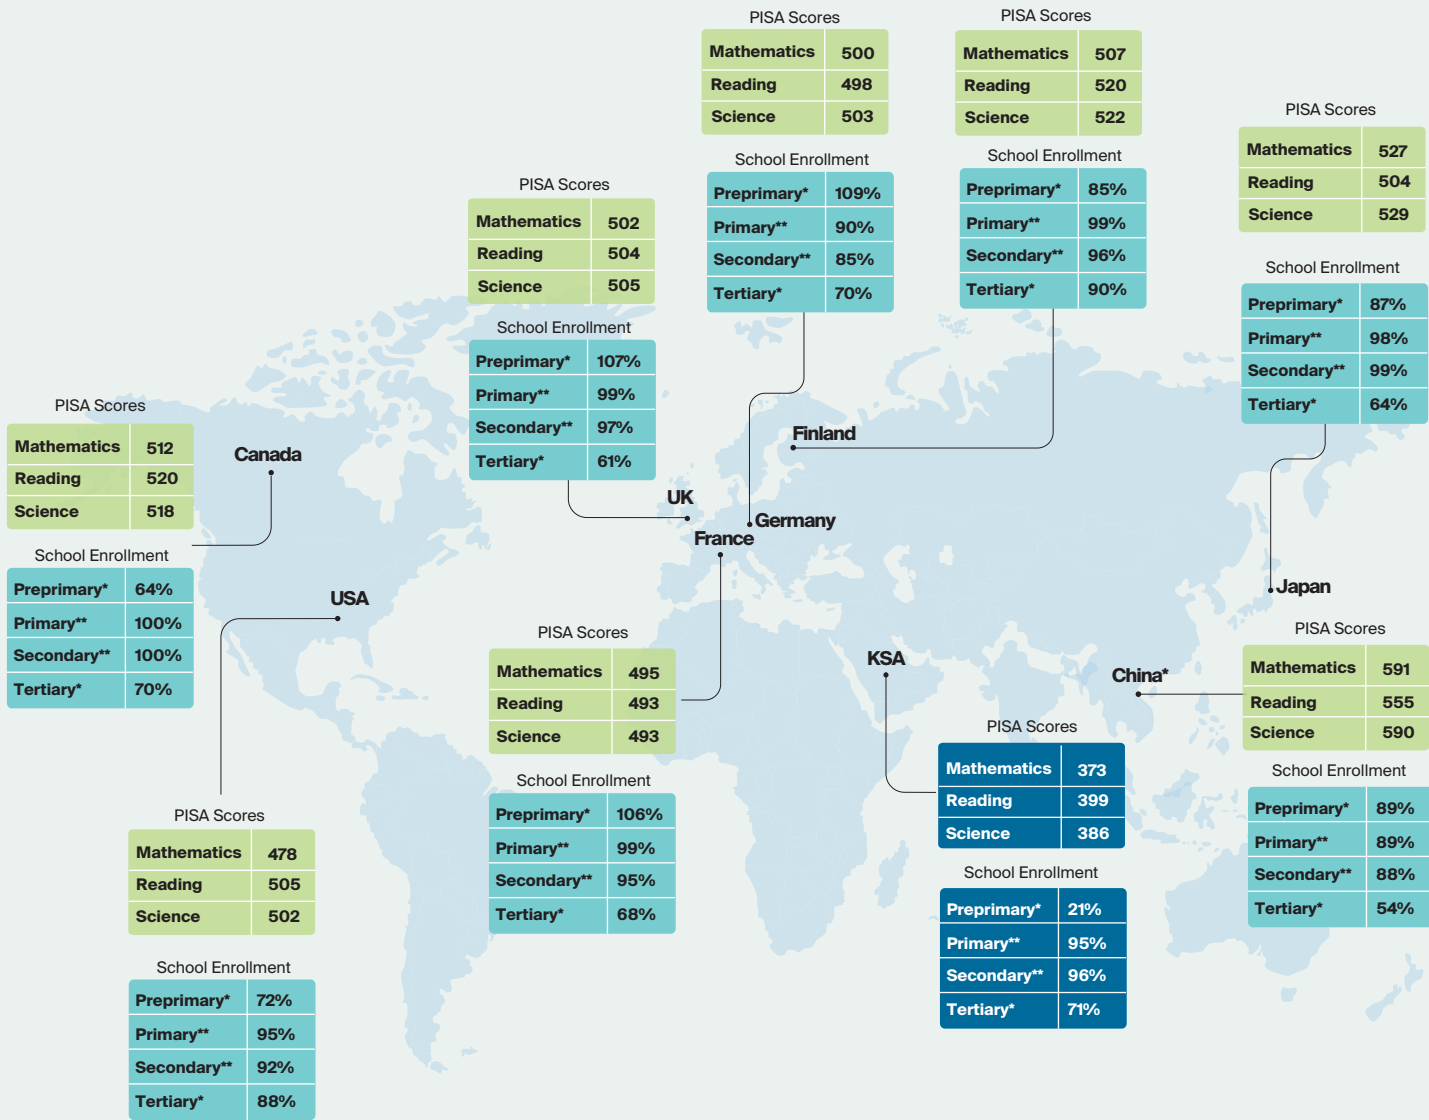 PISA Scores
Mathematics 500
Reading 498
Science 503
School Enrollment
Preprimary* 109%
Primary** 90%
Secondary** 85%
Tertiary* 70%
Germany
PISA Scores
Mathematics 507
Reading 520
Science 522
School Enrollment
Preprimary* 85%
Primary** 99%
Secondary** 96%
Tertiary* 90%
Finland
PISA Scores
Mathematics 527
Reading 504
Science 529
School Enrollment
Preprimary* 87%
Primary** 98%
Secondary** 99%
Tertiary* 64%
Japan
PISA Scores
Mathematics 502
Reading 504
Science 505
School Enrollment
Preprimary* 107%
Primary** 99%
Secondary** 97%
Tertiary* 61%
UK
PISA Scores
Mathematics 512
Reading 520
Science 518
School Enrollment
Preprimary* 64%
Primary** 100%
Secondary** 100%
Tertiary* 70%
Canada
USA
PISA Scores
Mathematics 478
Reading 505
Science 502
School Enrollment
Preprimary* 72%
Primary** 95%
Secondary** 92%
Tertiary* 88%
France
PISA Scores
Mathematics 495
Reading 493
Science 493
School Enrollment
Preprimary* 106%
Primary** 99%
Secondary** 95%
Tertiary* 68%
KSA
PISA Scores
Mathematics 373
Reading 399
Science 386
School Enrollment
Preprimary* 21%
Primary** 95%
Secondary** 96%
Tertiary* 71%
China*
PISA Scores
Mathematics 591
Reading 555
Science 590
School Enrollment
Preprimary* 89%
Primary** 89%
Secondary** 88%
Tertiary* 54%